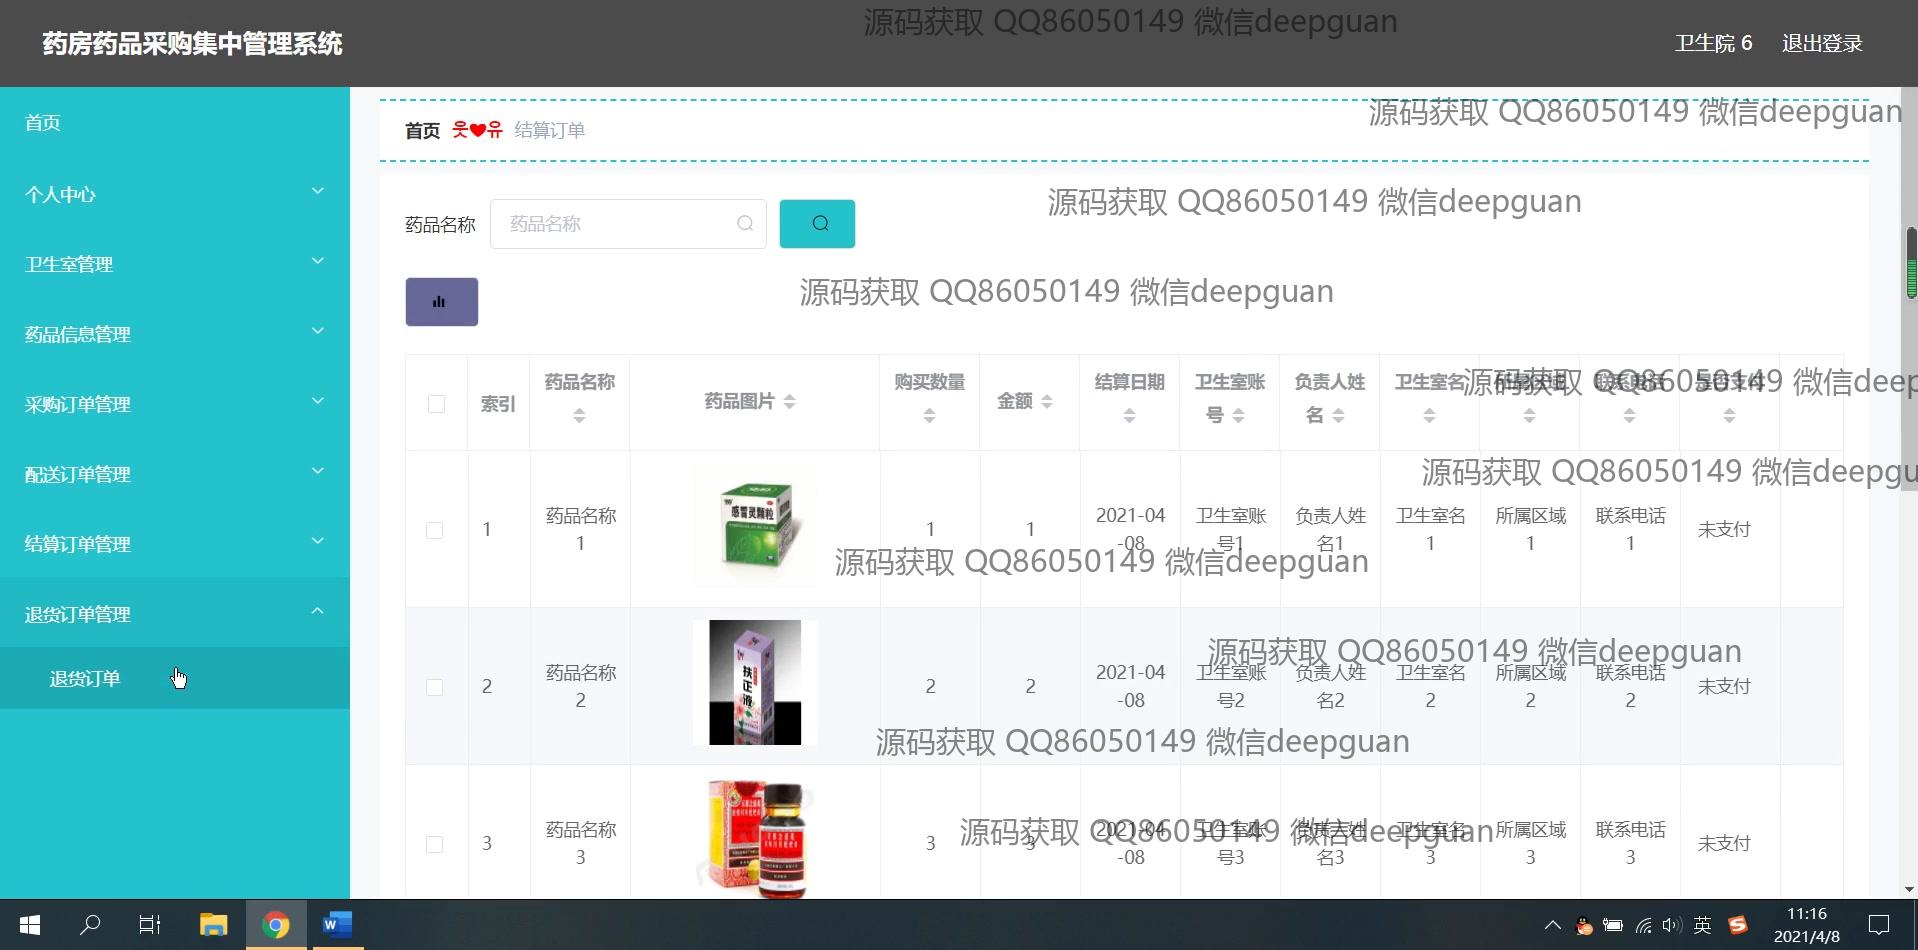 源码获取 QQ86050149 微信deepguan
药房药品采购集中管理系统
卫生院 6 退出登录
首页
个人中心
卫生室管理
药品信息管理
采购订单管理
配送订单管理
结算订单管理
退货订单管理
退货订单
源码获取 QQ86050149 微信deepguan
首页 웃❤유 结算订单
源码获取 QQ86050149 微信deepguan
药品名称 药品名称
源码获取 QQ86050149 微信deepguan
索引 药品名称 药品图片 购买数量 金额 结算日期 卫生室账号 负责人姓名 卫生室名 所属区域 联系电话 是否支付
源码获取 QQ86050149 微信deep
源码获取 QQ86050149 微信deepgu
感冒灵颗粒
1 药品名称1 1 1 2021-04-08 卫生室账号1 负责人姓名1 卫生室名1 所属区域1 联系电话1 未支付
源码获取 QQ86050149 微信deepguan
源码获取 QQ86050149 微信deepguan
扶正液
2 药品名称2 2 2 2021-04-08 卫生室账号2 负责人姓名2 卫生室名2 所属区域2 联系电话2 未支付
源码获取 QQ86050149 微信deepguan
源码获取 QQ86050149 微信deepguan
3 药品名称3 3 3 2021-04-08 卫生室账号3 负责人姓名3 卫生室名3 所属区域3 联系电话3 未支付
英
11:16
2021/4/8